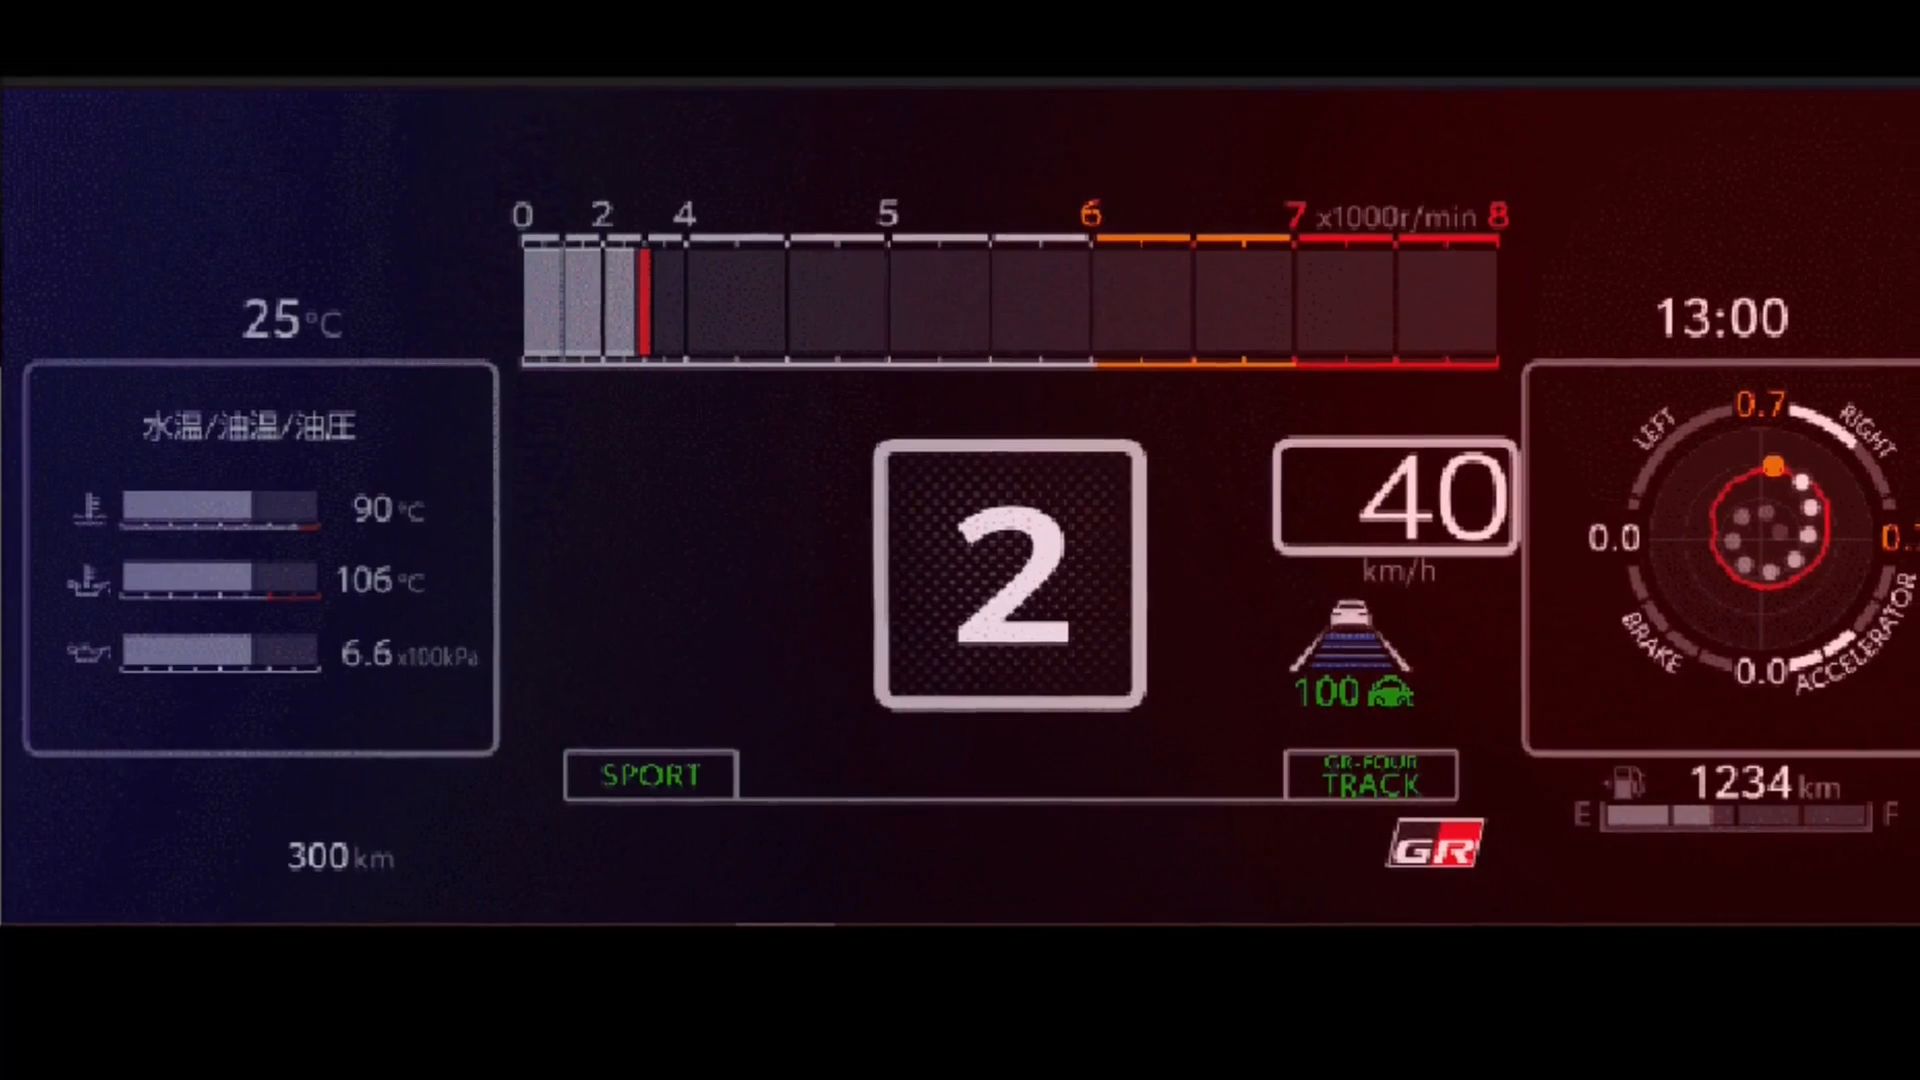 0 2 4 5 6 7 x1000r/min 8
25°C
13:00
水温/油温/油圧
90°C
106°C
6.6x100kPa
2
40
km/h
100
0.7
LEFT
RIGHT
0.0
BRAKE
0.0
ACCELERATOR
SPORT
GR-FOUR
TRACK
1234km
E F
GR
300km